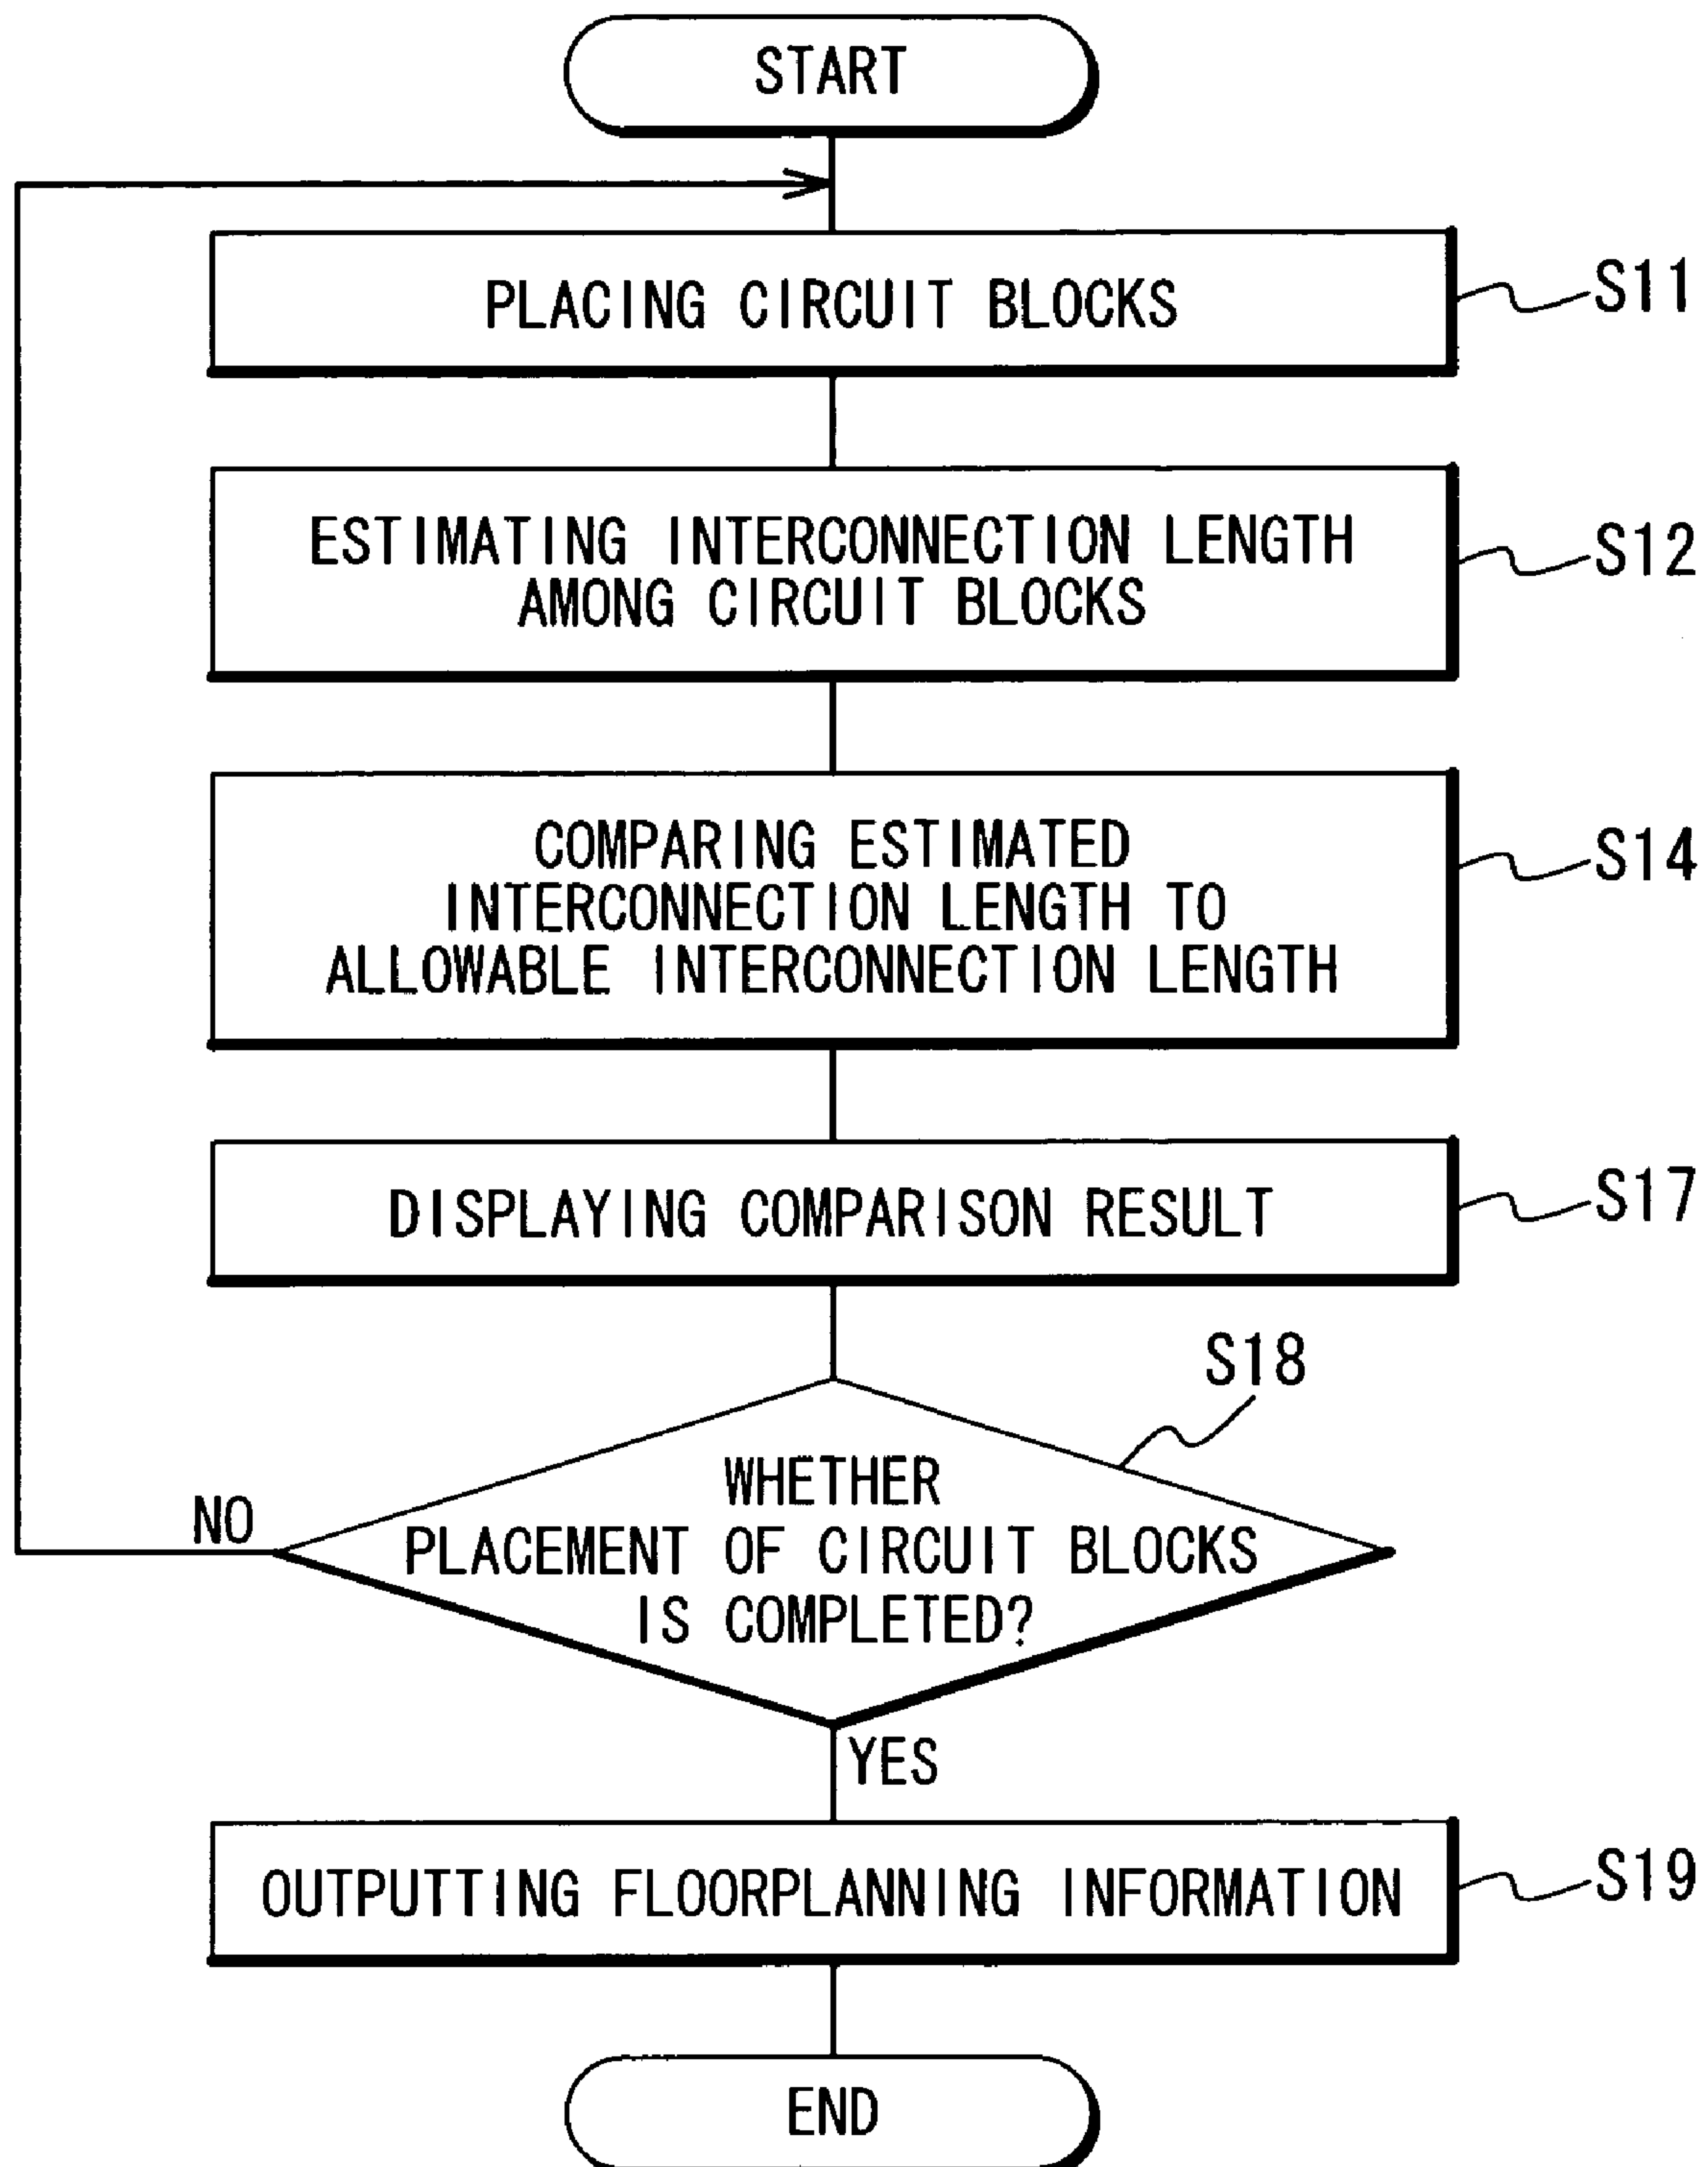 START
PLACING CIRCUIT BLOCKS
S11
ESTIMATING INTERCONNECTION LENGTH
AMONG CIRCUIT BLOCKS
S12
COMPARING ESTIMATED
INTERCONNECTION LENGTH TO
ALLOWABLE INTERCONNECTION LENGTH
S14
DISPLAYING COMPARISON RESULT
S17
S18
WHETHER
PLACEMENT OF CIRCUIT BLOCKS
IS COMPLETED?
NO
YES
OUTPUTTING FLOORPLANNING INFORMATION
S19
END